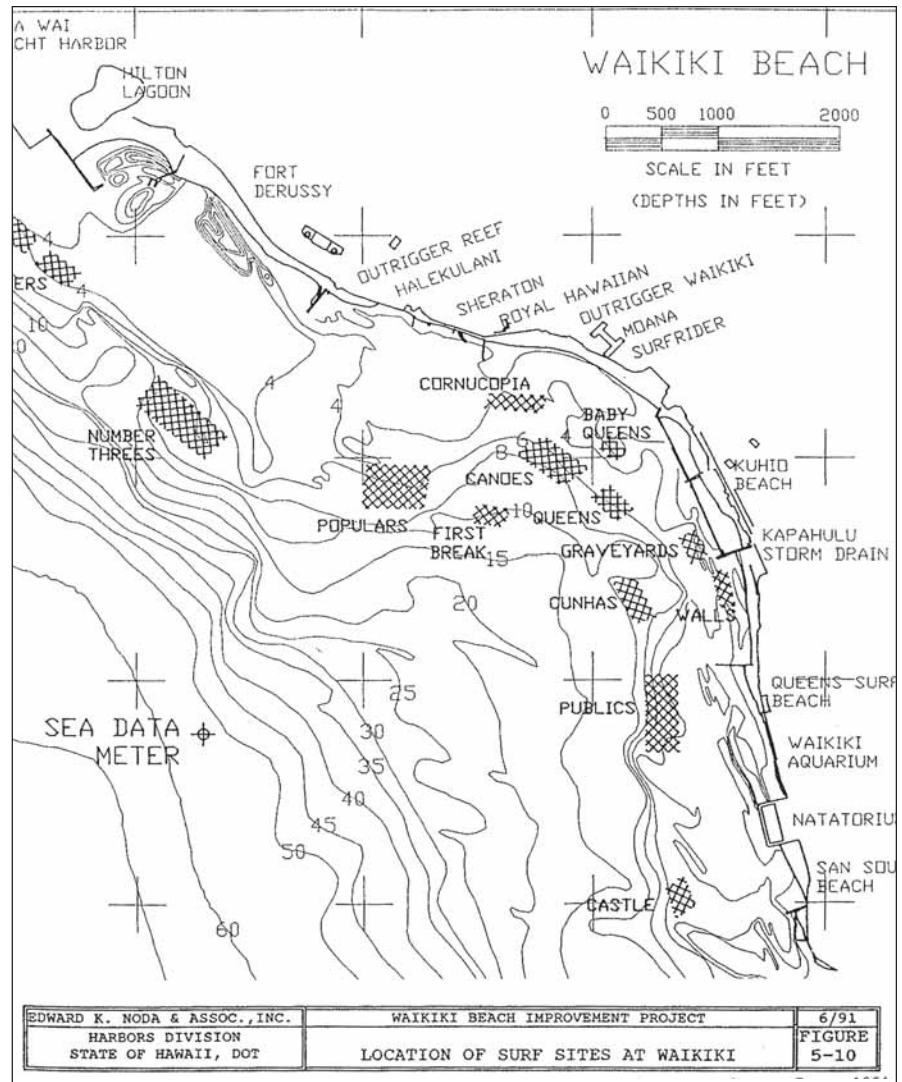 A WAI
CHT HARBOR
HILTON
LAGOON
WAIKIKI BEACH
0 500 1000 2000
SCALE IN FEET
(DEPTHS IN FEET)
FORT
DERUSSY
OUTRIGGER REEF
HALEKULANI
SHERATON
ROYAL HAWAIIAN
OUTRIGGER WAIKIKI
MOANA
SURFRIDER
4
ERS
4
10
20
4
4
CORNUCOPIA
BABY
QUEENS
NUMBER
THREES
6
4
8
CANOES
KUHIO
BEACH
POPULARS
FIRST
BREAK
10
QUEENS
15
GRAVEYARDS
KAPAHULU
STORM DRAIN
20
CUNHAS
WALLS
25
PUBLICS
QUEENS SURF
BEACH
SEA DATA
METER
30
WAIKIKI
AQUARIUM
35
40
NATATORIU
45
50
SAN SOU
BEACH
CASTLE
60
EDWARD K. NODA & ASSOC.,INC.
HARBORS DIVISION
STATE OF HAWAII, DOT
WAIKIKI BEACH IMPROVEMENT PROJECT
LOCATION OF SURF SITES AT WAIKIKI
6/91
FIGURE
5-10